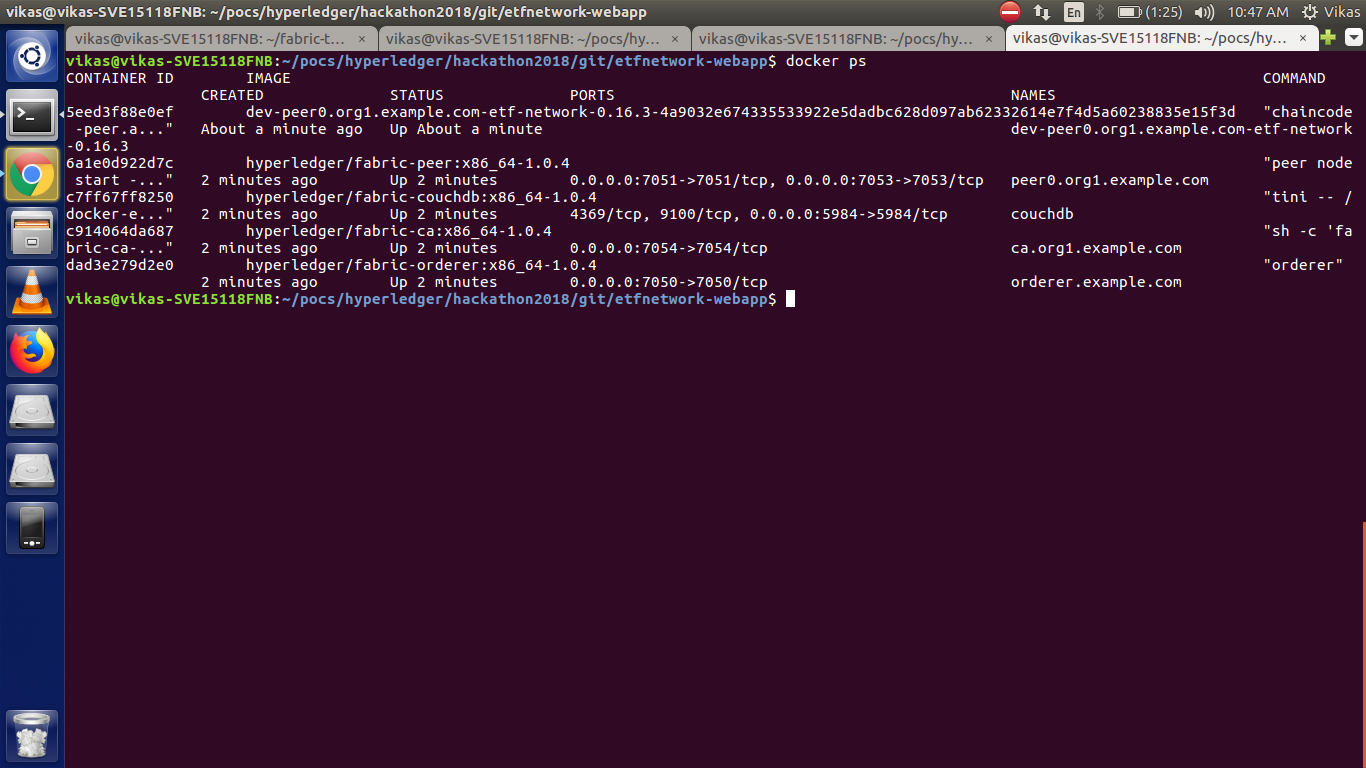 vikas@vikas-SVE15118FNB: ~/pocs/hyperledger/hackathon2018/git/etfnetwork-webapp En (1:25) 10:47 AM Vikas
vikas@vikas-SVE15118FNB: ~/fabric-t... × vikas@vikas-SVE15118FNB: ~/pocs/hy... × vikas@vikas-SVE15118FNB: ~/pocs/hy... × vikas@vikas-SVE15118FNB: ~/pocs/hy... ×
vikas@vikas-SVE15118FNB:~/pocs/hyperledger/hackathon2018/git/etfnetwork-webapp$ docker ps
CONTAINER ID        IMAGE                                                                                                            COMMAND
               CREATED              STATUS              PORTS                                            NAMES
5eed3f88e0ef        dev-peer0.org1.example.com-etf-network-0.16.3-4a9032e674335533922e5dadbc628d097ab62332614e7f4d5a60238835e15f3d   "chaincode
 -peer.a..."   About a minute ago   Up About a minute                                                    dev-peer0.org1.example.com-etf-network
-0.16.3
6a1e0d922d7c        hyperledger/fabric-peer:x86_64-1.0.4                                                                             "peer node
 start -..."   2 minutes ago        Up 2 minutes        0.0.0.0:7051->7051/tcp, 0.0.0.0:7053->7053/tcp   peer0.org1.example.com
c7ff67ff8250        hyperledger/fabric-couchdb:x86_64-1.0.4                                                                          "tini -- /
docker-e..."   2 minutes ago        Up 2 minutes        4369/tcp, 9100/tcp, 0.0.0.0:5984->5984/tcp       couchdb
c914064da687        hyperledger/fabric-ca:x86_64-1.0.4                                                                               "sh -c 'fa
bric-ca-..."   2 minutes ago        Up 2 minutes        0.0.0.0:7054->7054/tcp                           ca.org1.example.com
dad3e279d2e0        hyperledger/fabric-orderer:x86_64-1.0.4                                                                          "orderer"
               2 minutes ago        Up 2 minutes        0.0.0.0:7050->7050/tcp                           orderer.example.com
vikas@vikas-SVE15118FNB:~/pocs/hyperledger/hackathon2018/git/etfnetwork-webapp$